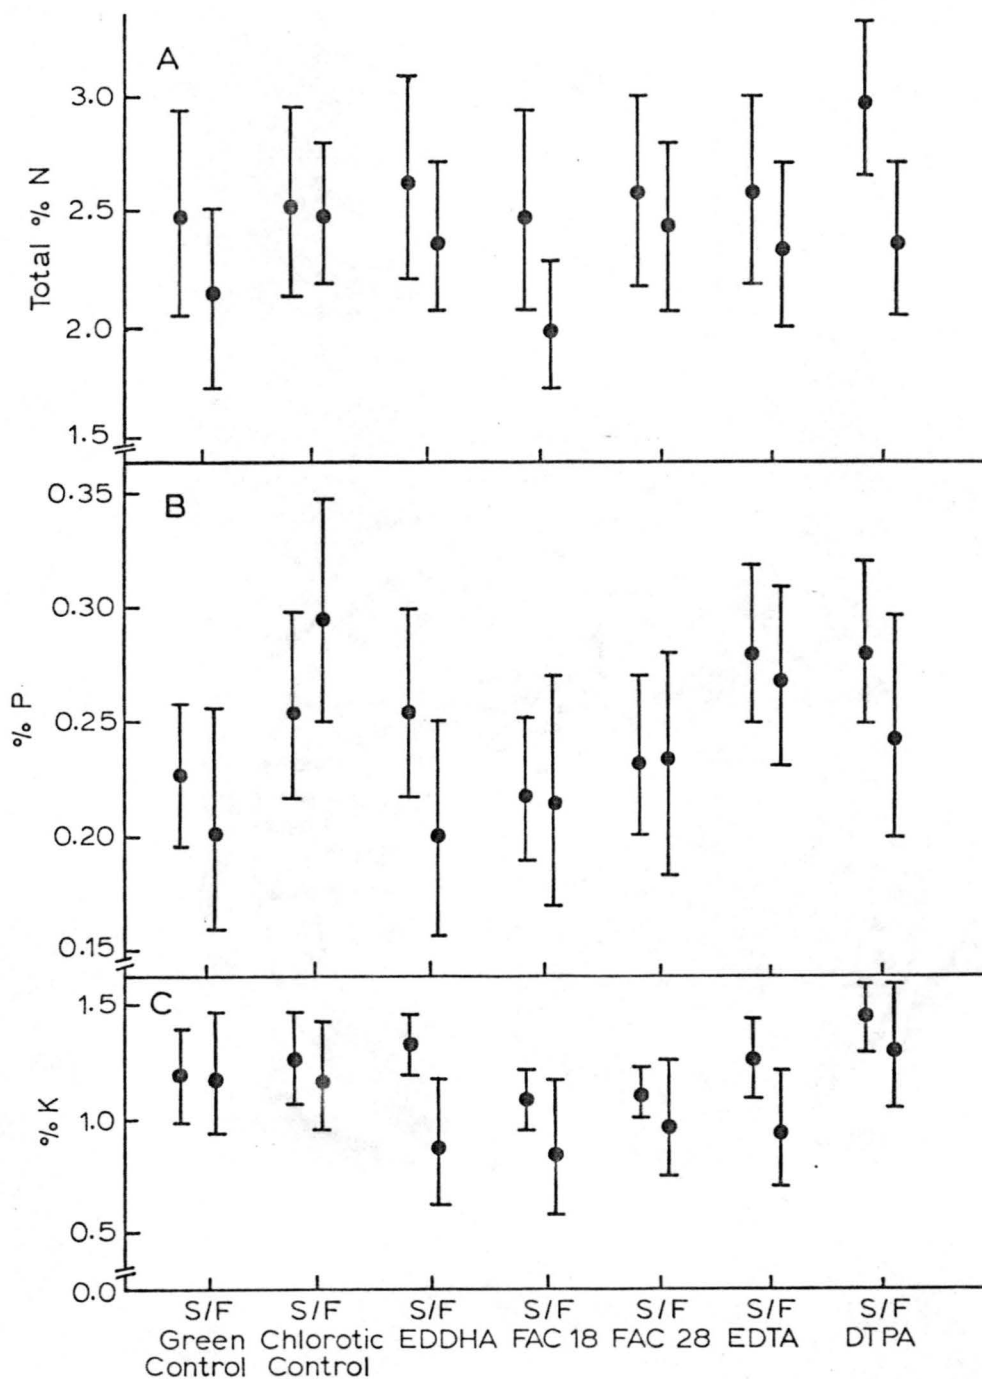 A
Total % N
3.0
2.5
2.0
1.5
B
% P
0.35
0.30
0.25
0.20
0.15
C
% K
1.5
1.0
0.5
0.0
S/F S/F S/F S/F S/F S/F S/F
Green Chlorotic EDDHA FAC 18 FAC 28 EDTA DTPA
Control Control